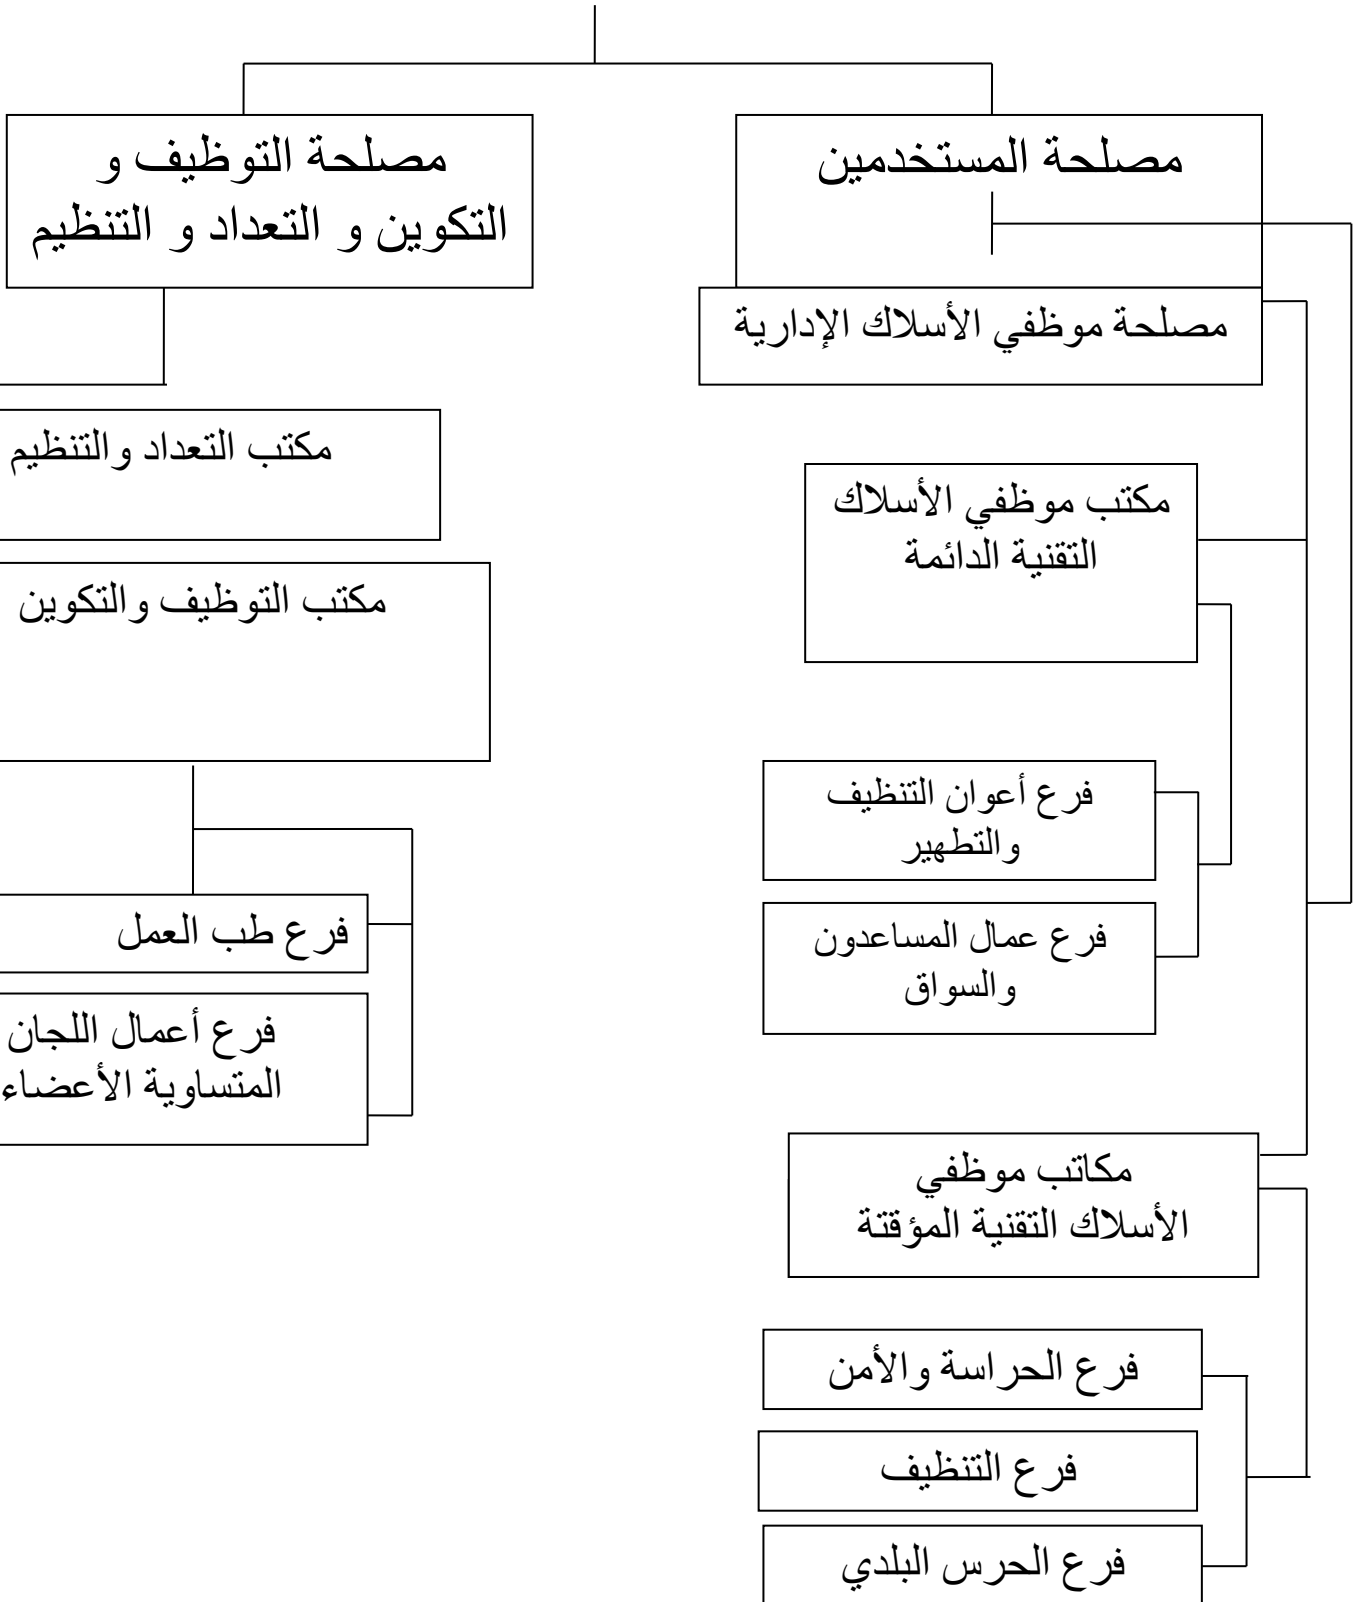 مصلحة المستخدمين
مصلحة موظفي الأسلاك الإدارية
مكتب موظفي الأسلاك
التقنية الدائمة
فرع أعوان التنظيف
والتطهير
فرع عمال المساعدون
والسواق
مكاتب موظفي
الأسلاك التقنية المؤقتة
فرع الحراسة والأمن
فرع التنظيف
فرع الحرس البلدي
مصلحة التوظيف و
التكوين و التعداد و التنظيم
مكتب التعداد والتنظيم
مكتب التوظيف والتكوين
فرع طب العمل
فرع أعمال اللجان
المتساوية الأعضاء